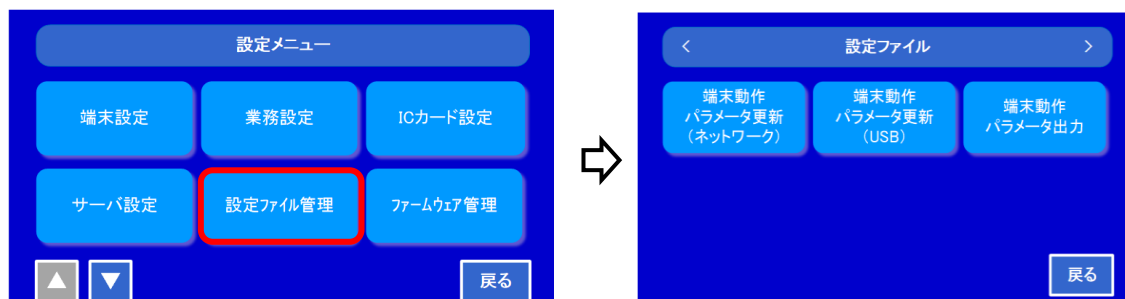 設定メニュー
端末設定
業務設定
ICカード設定
サーバ設定
設定ファイル管理
ファームウェア管理
戻る
設定ファイル
端末動作
パラメータ更新
(ネットワーク)
端末動作
パラメータ更新
(USB)
端末動作
パラメータ出力
戻る